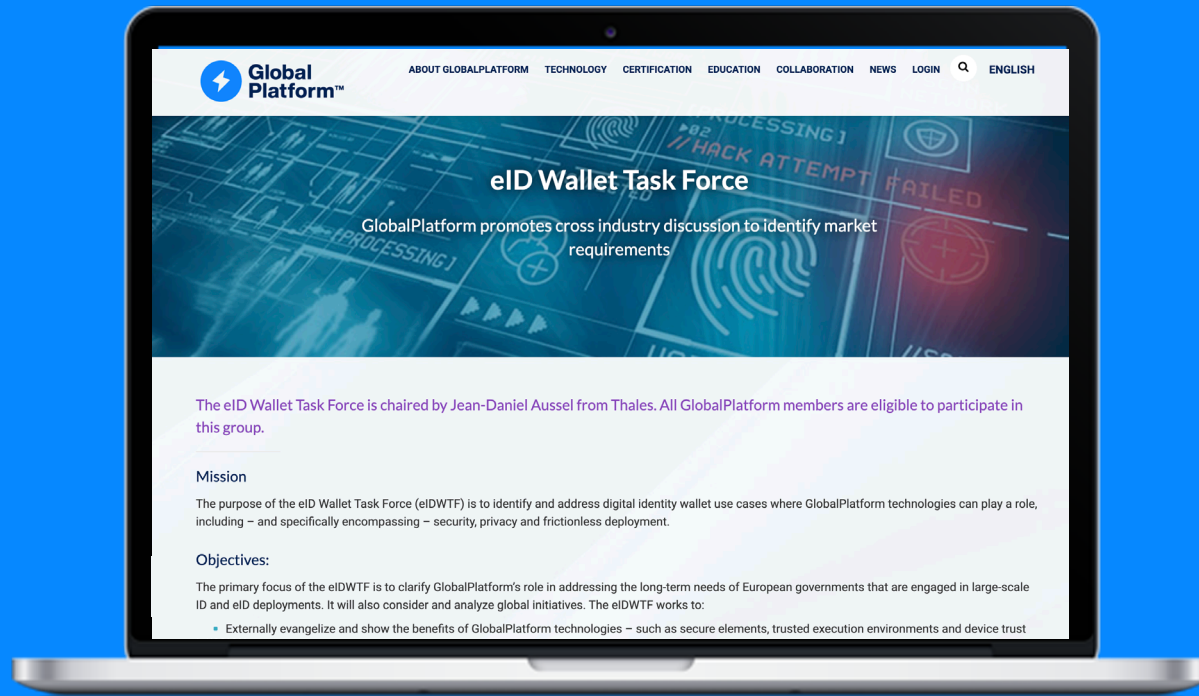 Global
Platform™
ABOUT GLOBALPLATFORM TECHNOLOGY CERTIFICATION EDUCATION COLLABORATION NEWS LOGIN ENGLISH
PROCESSING ]
02
//HACK ATTEMPT FAILED
eID Wallet Task Force
GlobalPlatform promotes cross industry discussion to identify market
requirements
PROCESSING]
The eID Wallet Task Force is chaired by Jean-Daniel Aussel from Thales. All GlobalPlatform members are eligible to participate in
this group.
Mission
The purpose of the eID Wallet Task Force (eIDWTF) is to identify and address digital identity wallet use cases where GlobalPlatform technologies can play a role,
including – and specifically encompassing – security, privacy and frictionless deployment.
Objectives:
The primary focus of the eIDWTF is to clarify GlobalPlatform's role in addressing the long-term needs of European governments that are engaged in large-scale
ID and eID deployments. It will also consider and analyze global initiatives. The eIDWTF works to:
• Externally evangelize and show the benefits of GlobalPlatform technologies – such as secure elements, trusted execution environments and device trust